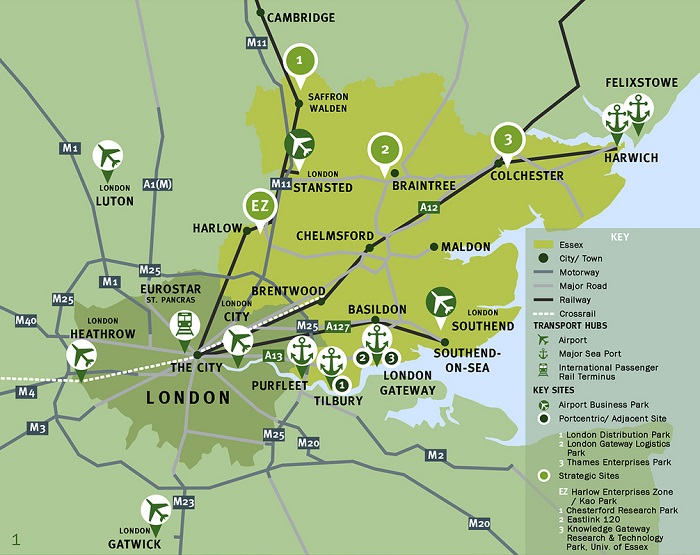 CAMBRIDGE
M11
1
FELIXSTOWE
SAFFRON
WALDEN
M1
3
HARWICH
2
LONDON
LUTON
A1(M)
M11
LONDON
STANSTED
BRAINTREE
COLCHESTER
EZ
A12
HARLOW
CHELMSFORD
MALDON
M25
M1
EUROSTAR
ST. PANCRAS
BRENTWOOD
M25
LONDON
CITY
BASILDON
LONDON
SOUTHEND
M40
LONDON
HEATHROW
M25
A127
A13
THE CITY
2
3
SOUTHEND-
ON-SEA
M4
PURFLEET
1
TILBURY
LONDON
GATEWAY
LONDON
M3
M25
M20
M2
M23
M20
LONDON
GATWICK
1
KEY
Essex
City/ Town
Motorway
Major Road
Railway
Crossrail
TRANSPORT HUBS
Airport
Major Sea Port
International Passenger
Rail Terminus
KEY SITES
Airport Business Park
Portcentric/ Adjacent Site
1 London Distribution Park
2 London Gateway Logistics
Park
3 Thames Enterprises Park
Strategic Sites
EZ Harlow Enterprises Zone
/ Kao Park
1 Chesterford Research Park
2 Eastlink 120
3 Knowledge Gateway
Research & Technology
Park, Univ. of Essex